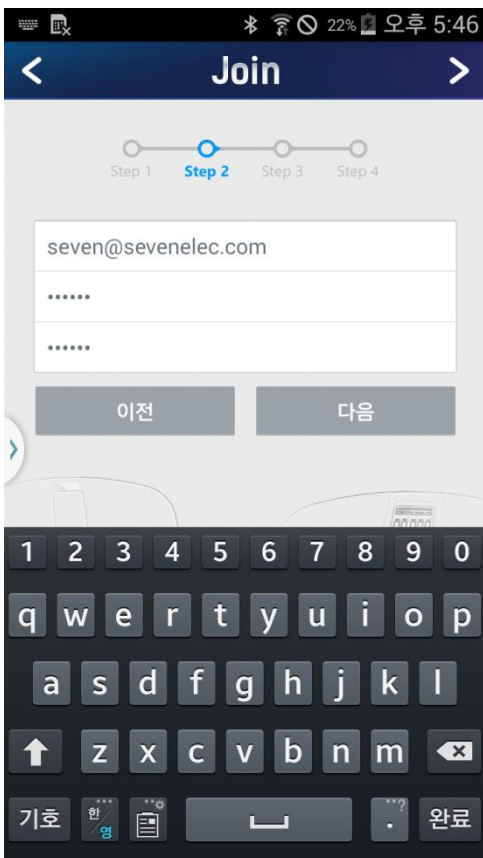 22% 오후 5:46
Join
Step 1 Step 2 Step 3 Step 4
seven@sevenelec.com
••••••
••••••
이전 다음
1 2 3 4 5 6 7 8 9 0
q w e r t y u i o p
a s d f g h j k l
z x c v b n m
기호 한/영 . ? 완료